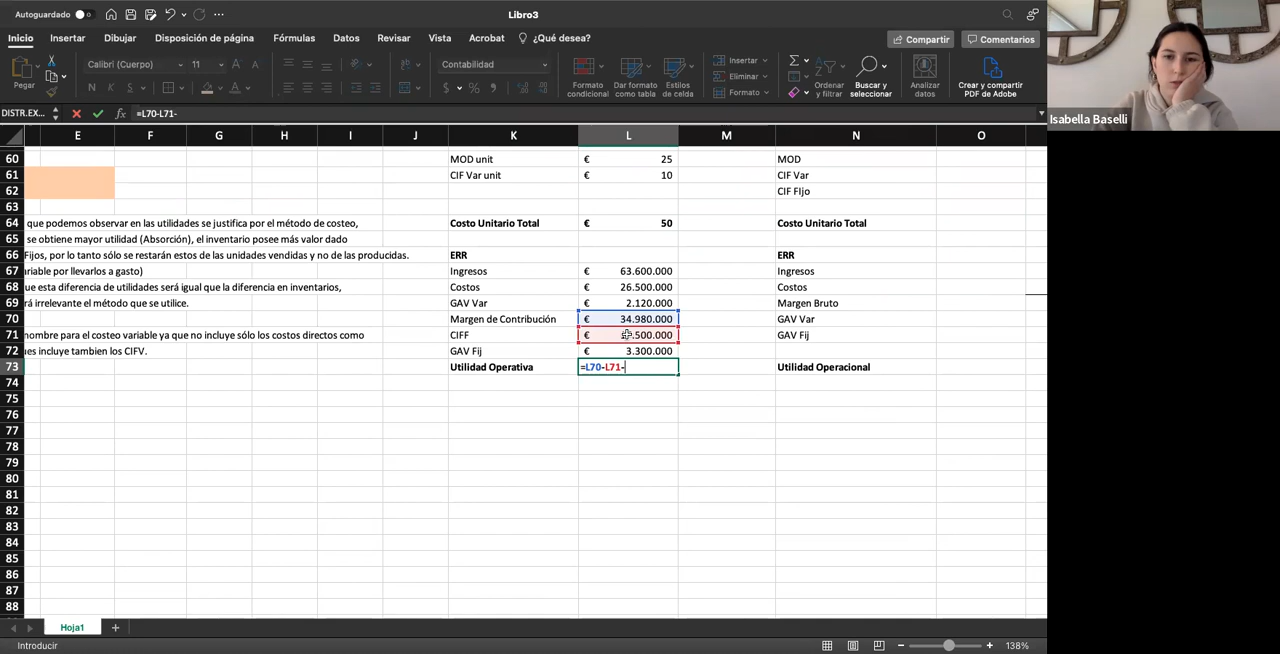 Autoguardado
Libro3
Inicio Insertar Dibujar Disposición de página Fórmulas Datos Revisar Vista Acrobat ¿Qué desea?
Compartir Comentarios
Pegar
Calibri (Cuerpo) 11
N K S
Contabilidad
Formato condicional
Dar formato como tabla
Estilos de celda
Insertar
Eliminar
Formato
Ordenar y filtrar
Buscar y seleccionar
Analizar datos
Crear y compartir PDF de Adobe
Isabella Baselli
DISTR.EX... fx =L70-L71-
E F G H I J K L M N O
60 MOD unit € 25 MOD
61 CIF Var unit € 10 CIF Var
62 CIF FIjo
63
64 que podemos observar en las utilidades se justifica por el método de costeo, Costo Unitario Total € 50 Costo Unitario Total
65 se obtiene mayor utilidad (Absorción), el inventario posee más valor dado
66 Fijos, por lo tanto sólo se restarán estos de las unidades vendidas y no de las producidas. ERR ERR
67 ariable por llevarlos a gasto) Ingresos € 63.600.000 Ingresos
68 que esta diferencia de utilidades será igual que la diferencia en inventarios, Costos € 26.500.000 Costos
69 rá irrelevante el método que se utilice. GAV Var € 2.120.000 Margen Bruto
70 Margen de Contribución € 34.980.000 GAV Var
71 nombre para el costeo variable ya que no incluye sólo los costos directos como CIFF € .500.000 GAV Fij
72 ues incluye tambien los CIFV. GAV Fij € 3.300.000
73 Utilidad Operativa =L70-L71- Utilidad Operacional
74
75
76
77
78
79
80
81
82
83
84
85
86
87
88
Hoja1
Introducir 138%